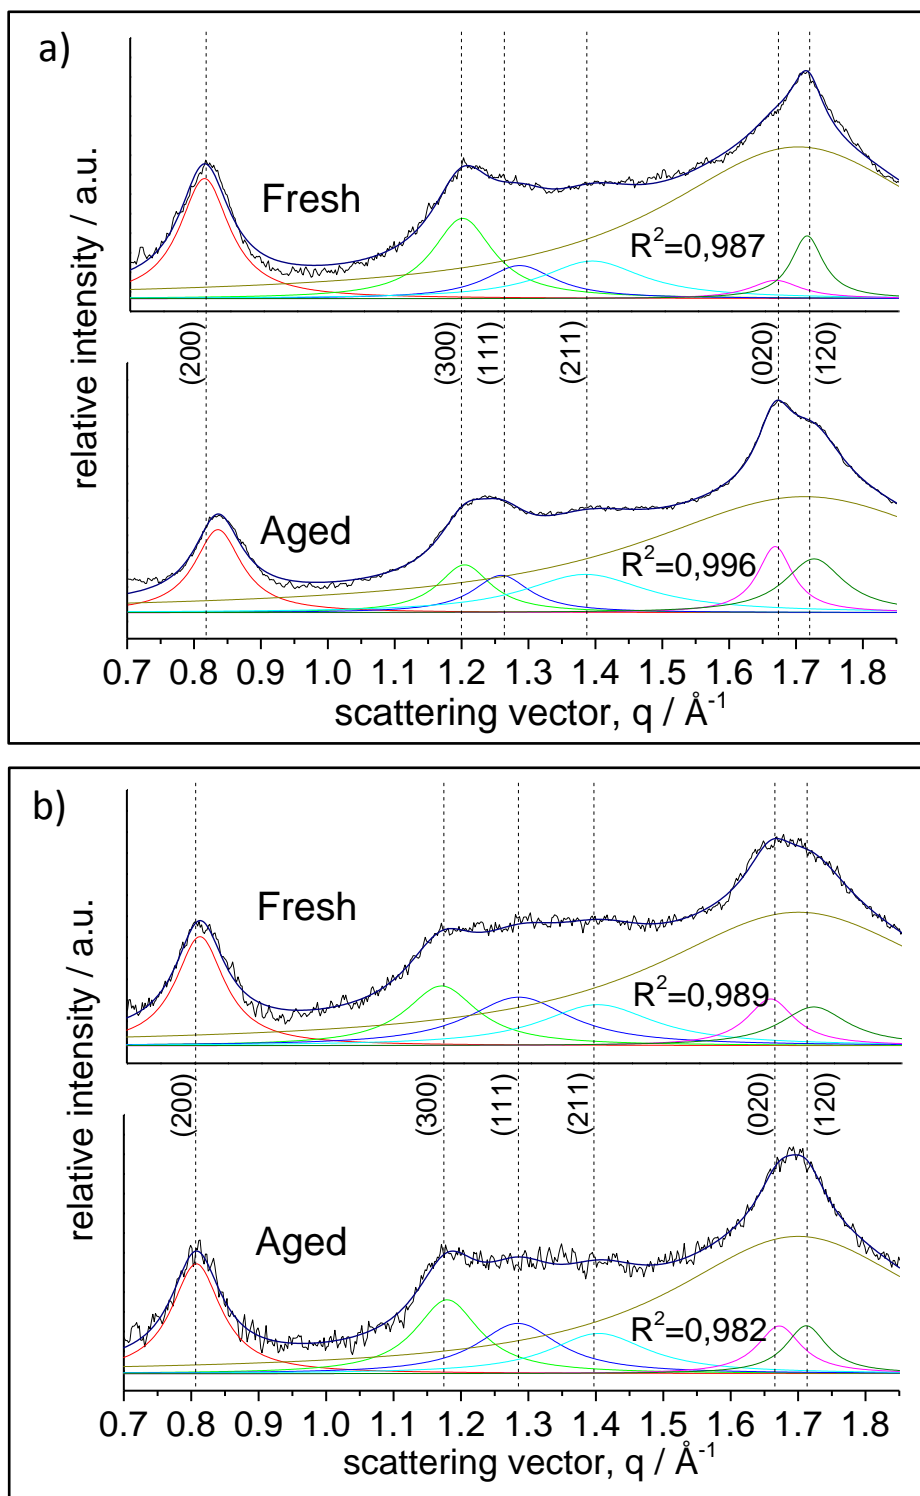 a)
Fresh
R²=0,987
(200) (300) (111) (211) (020) (120)
Aged
R²=0,996
relative intensity / a.u.
0.7 0.8 0.9 1.0 1.1 1.2 1.3 1.4 1.5 1.6 1.7 1.8
scattering vector, q / Å⁻¹
b)
Fresh
R²=0,989
(200) (300) (111) (211) (020) (120)
Aged
R²=0,982
relative intensity / a.u.
0.7 0.8 0.9 1.0 1.1 1.2 1.3 1.4 1.5 1.6 1.7 1.8
scattering vector, q / Å⁻¹